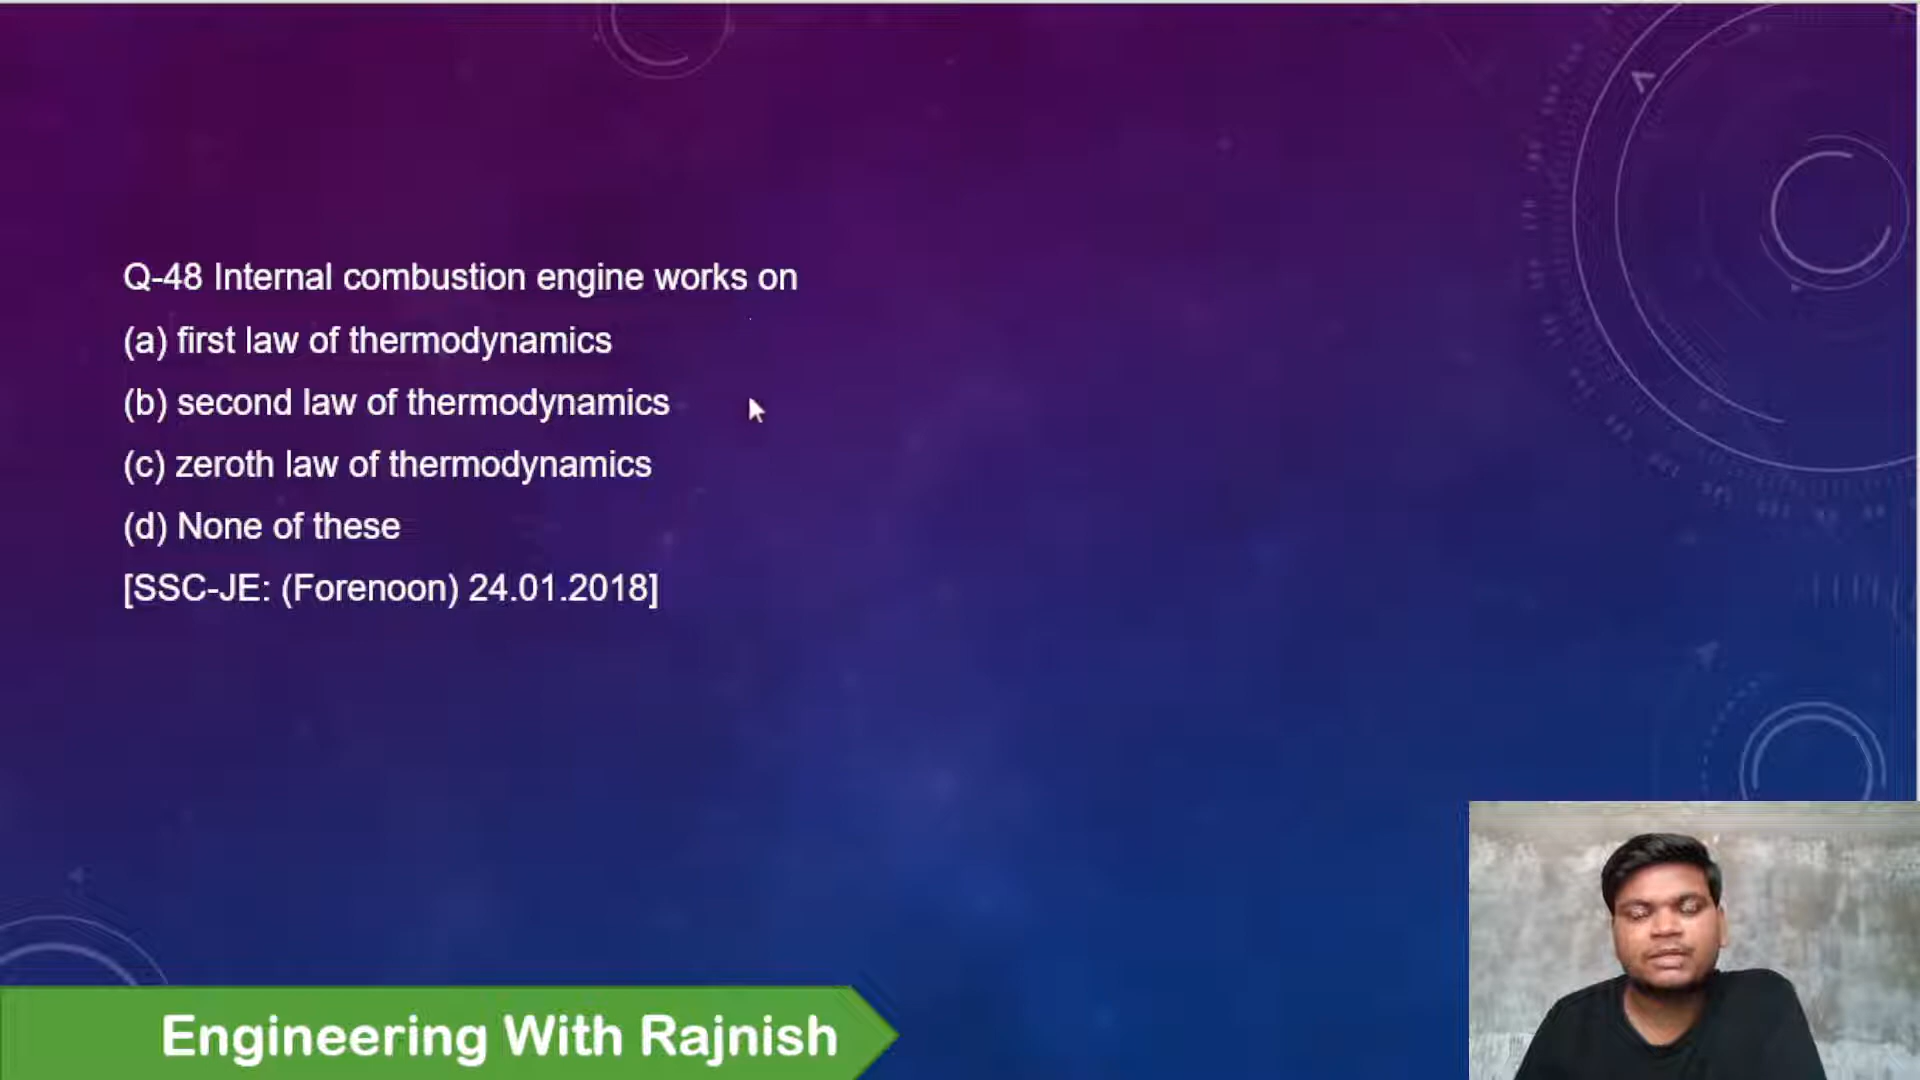 Q-48 Internal combustion engine works on
(a) first law of thermodynamics
(b) second law of thermodynamics
(c) zeroth law of thermodynamics
(d) None of these
[SSC-JE: (Forenoon) 24.01.2018]
Engineering With Rajnish